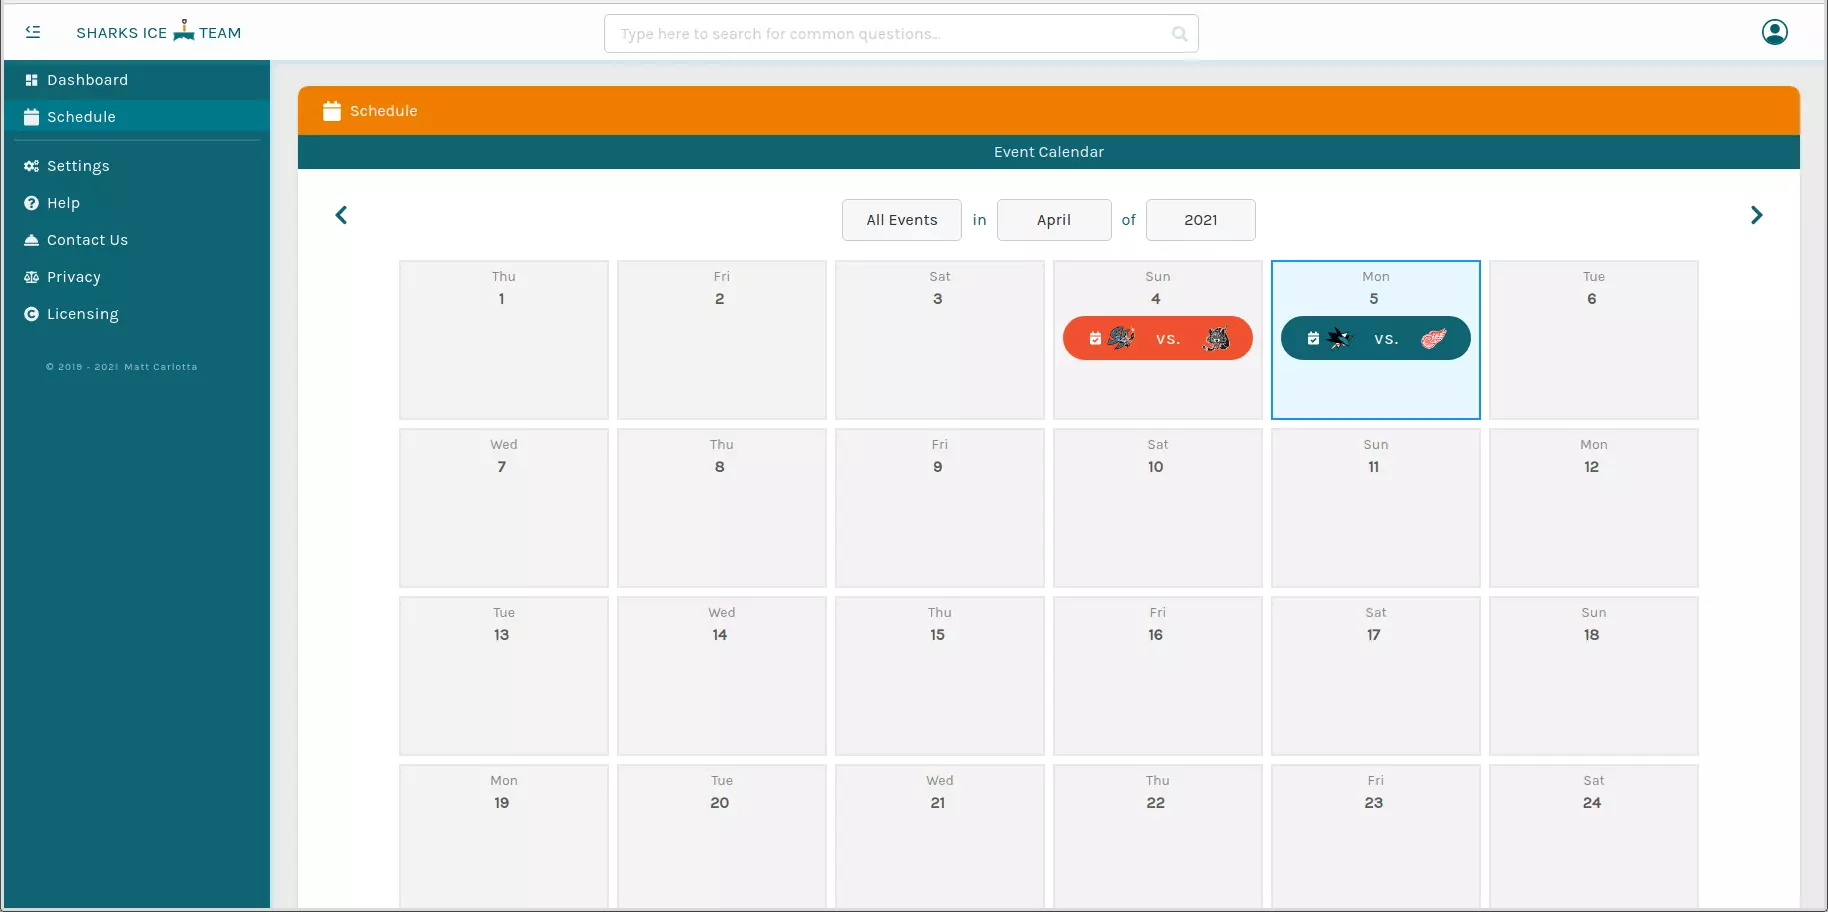 SHARKS ICE TEAM
Type here to search for common questions...
Dashboard
Schedule
Settings
Help
Contact Us
Privacy
Licensing
© 2019 - 2021 Matt Carlotta
Schedule
Event Calendar
All Events in April of 2021
Thu Fri Sat Sun Mon Tue
1 2 3 4 5 6
vs. vs.
Wed Thu Fri Sat Sun Mon
7 8 9 10 11 12
Tue Wed Thu Fri Sat Sun
13 14 15 16 17 18
Mon Tue Wed Thu Fri Sat
19 20 21 22 23 24